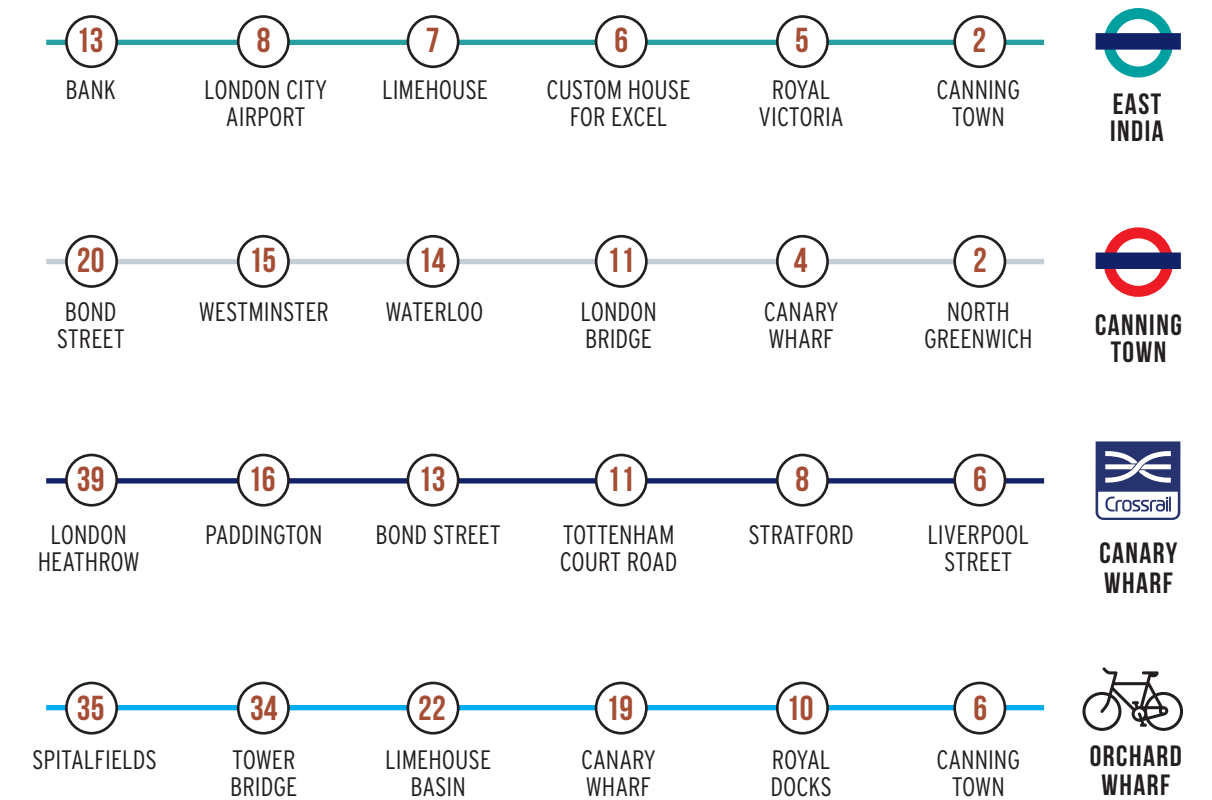 13
8
7
6
5
2
BANK
LONDON CITY
AIRPORT
LIMEHOUSE
CUSTOM HOUSE
FOR EXCEL
ROYAL
VICTORIA
CANNING
TOWN
EAST
INDIA
20
15
14
11
4
2
BOND
STREET
WESTMINSTER
WATERLOO
LONDON
BRIDGE
CANARY
WHARF
NORTH
GREENWICH
CANNING
TOWN
39
16
13
11
8
6
LONDON
HEATHROW
PADDINGTON
BOND STREET
TOTTENHAM
COURT ROAD
STRATFORD
LIVERPOOL
STREET
Crossrail
CANARY
WHARF
35
34
22
19
10
6
SPITALFIELDS
TOWER
BRIDGE
LIMEHOUSE
BASIN
CANARY
WHARF
ROYAL
DOCKS
CANNING
TOWN
ORCHARD
WHARF